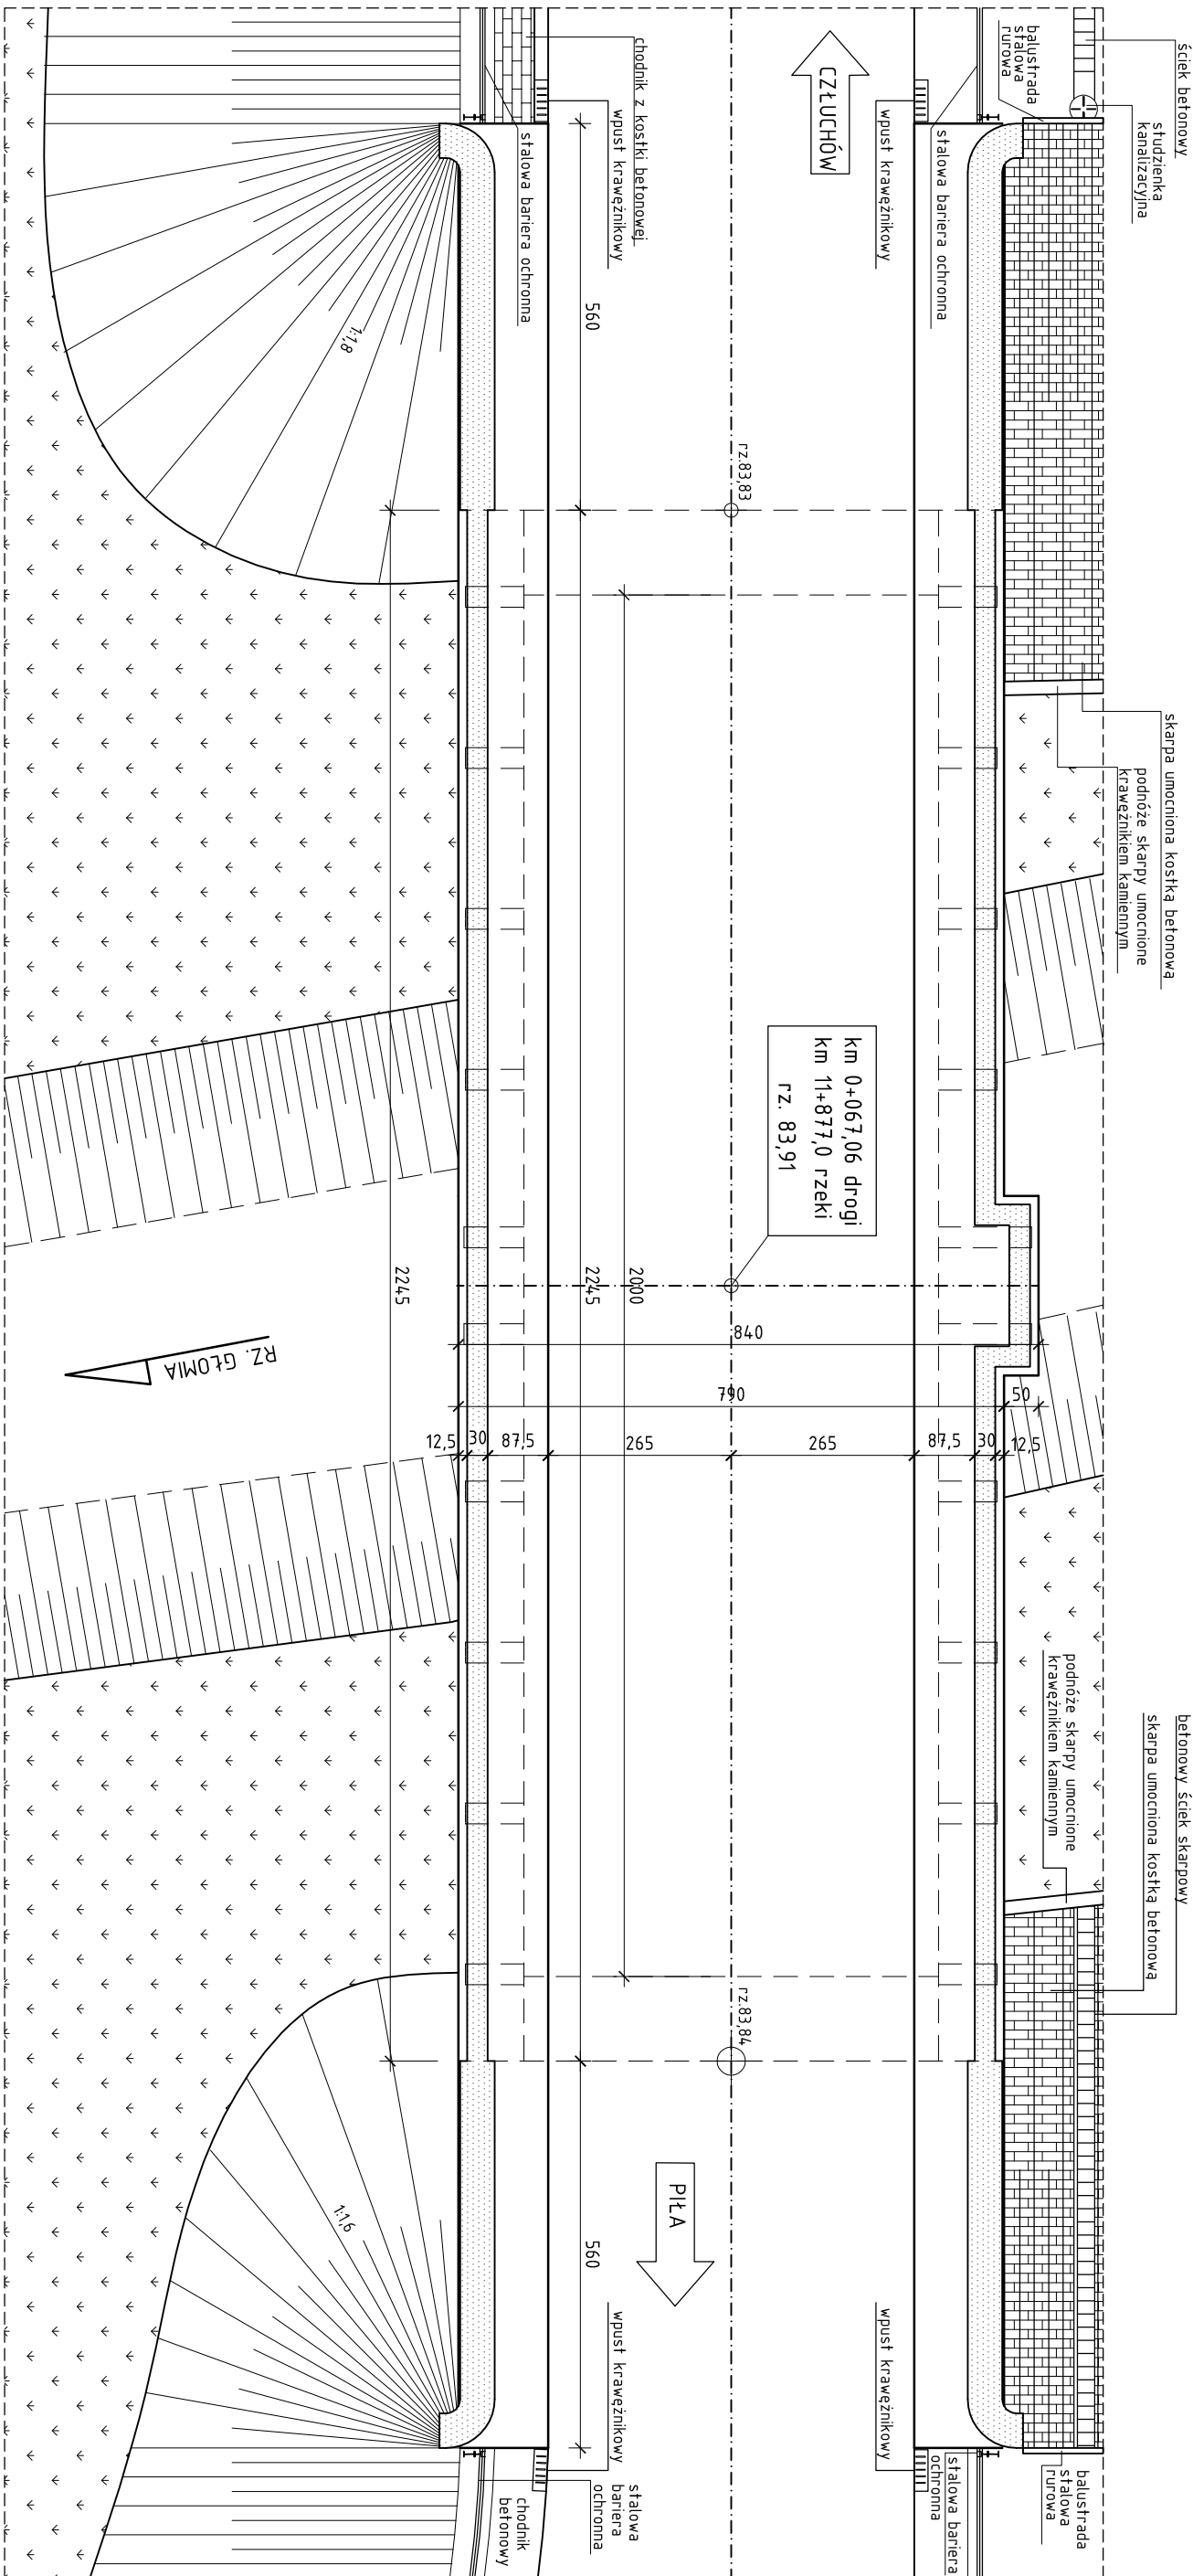 ściek betonowy
studzienka
kanalizacyjna
balustrada
stalowa
rurowa
stalowa bariera ochronna
wpust krawężnikowy
CZŁUCHÓW
chodnik z kostki betonowej
wpust krawężnikowy
stalowa bariera ochronna
560
1:1,8
rz.83,83
skarpa umocniona kostką betonową
podnóże skarpy umocnione
krawężnikiem kamiennym
km 0+067,06 drogi
km 11+877,0 rzeki
rz. 83,91
2000
2245
2245
840
790
50
12,5
30
87,5
265
265
87,5
30
12,5
RZ. GŁOMIA
betonowy ściek skarpowy
skarpa umocniona kostką betonową
podnóże skarpy umocnione
krawężnikiem kamiennym
rz.83,84
PIŁA
560
1:1,6
wpust krawężnikowy
wpust krawężnikowy
balustrada
stalowa
rurowa
stalowa bariera
ochronna
stalowa
bariera
ochronna
chodnik
betonowy